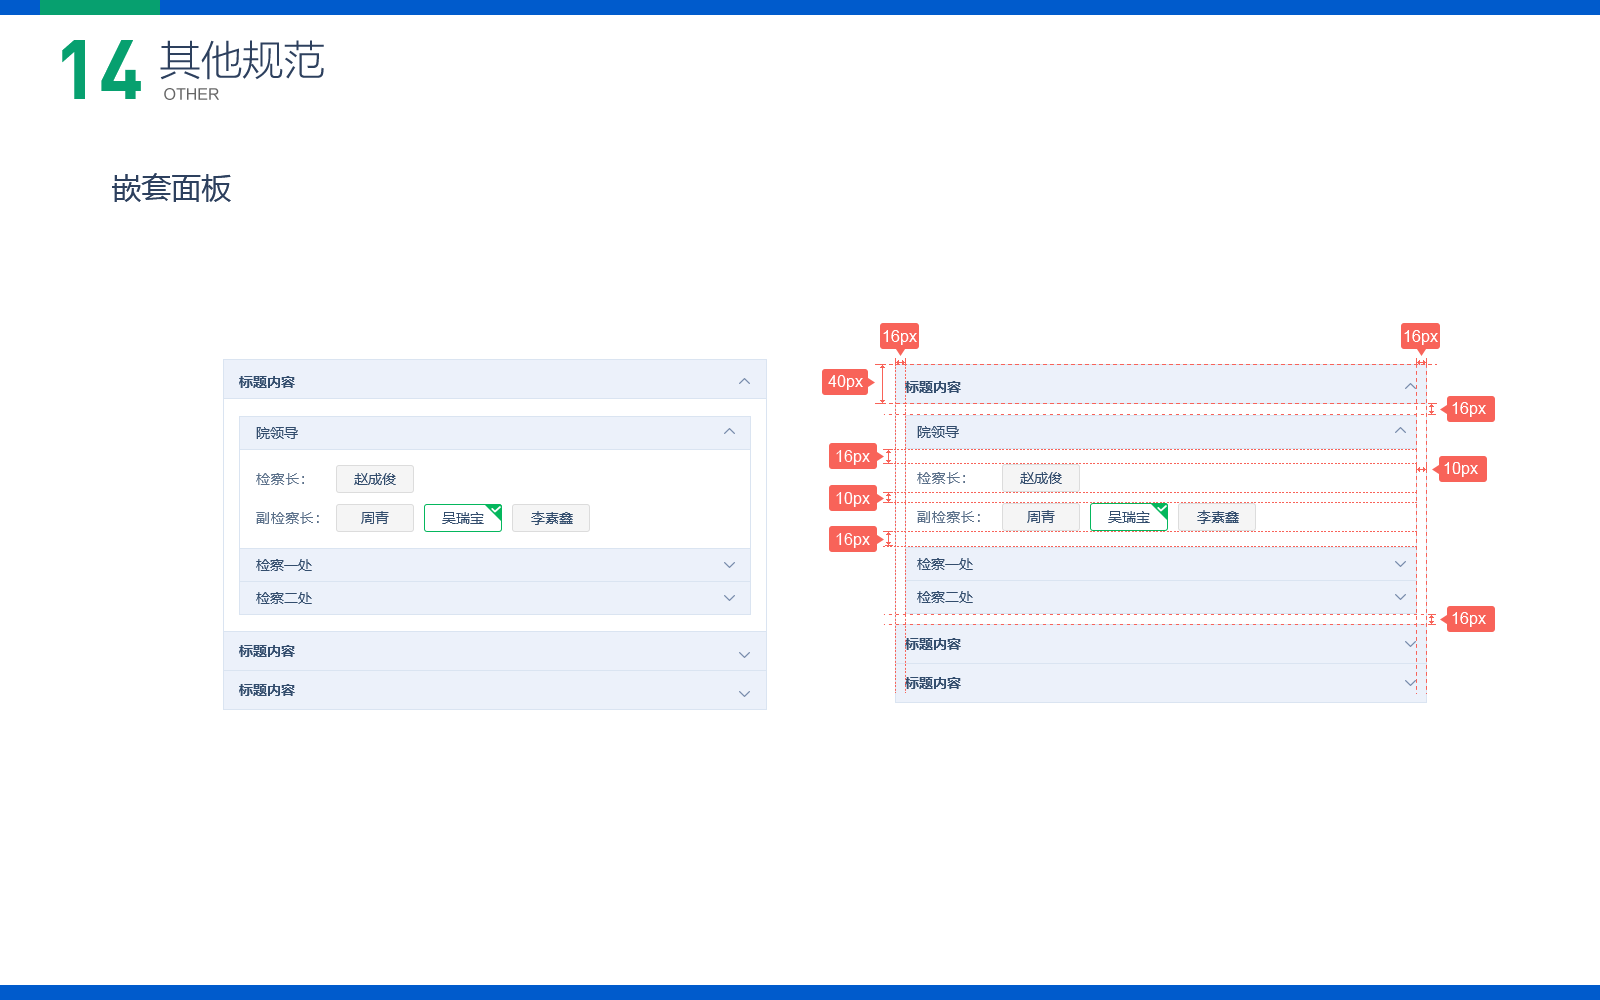 14 其他规范
OTHER
嵌套面板
标题内容
院领导
检察长： 赵成俊
副检察长： 周青 吴瑞宝 李素鑫
检察一处
检察二处
标题内容
标题内容
16px 16px
40px
标题内容
16px
院领导
16px
10px
检察长： 赵成俊
10px
副检察长： 周青 吴瑞宝 李素鑫
16px
检察一处
检察二处
16px
标题内容
标题内容